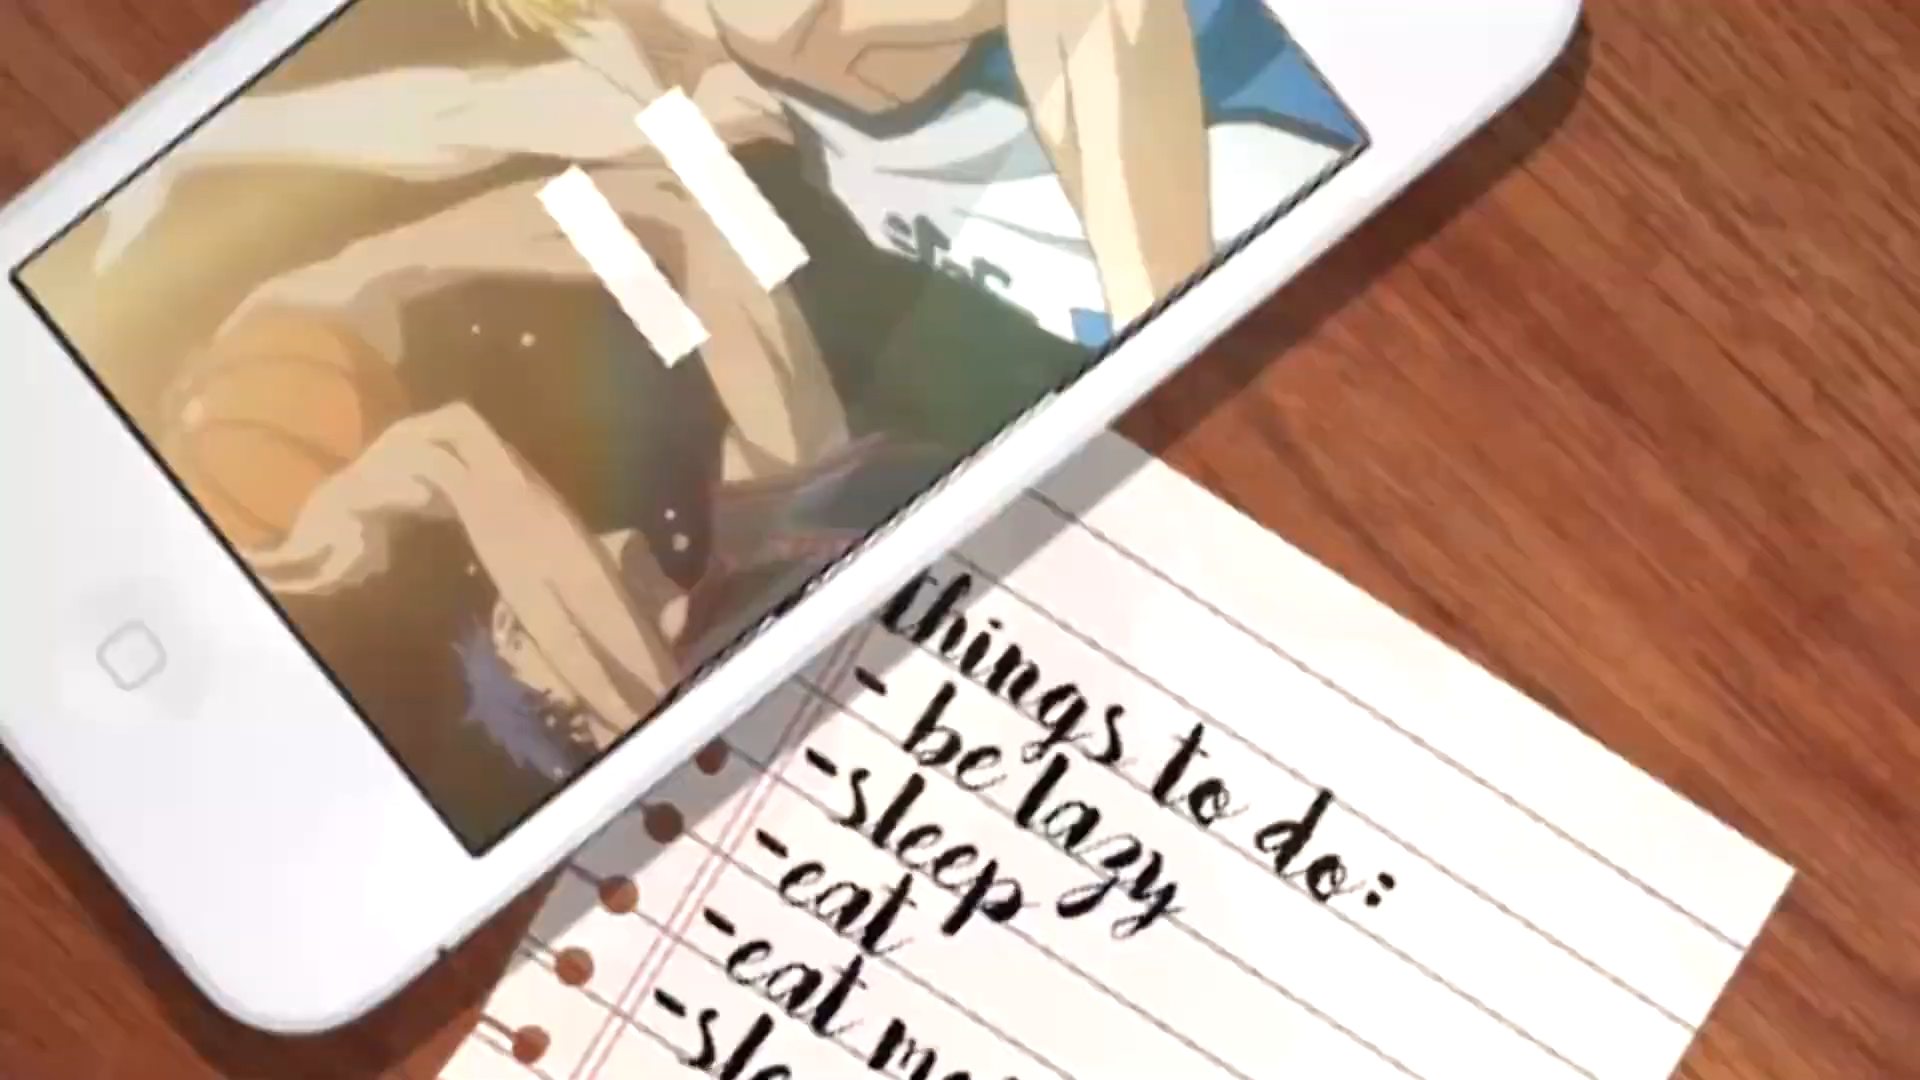 things to do:
- be lazy
-sleep
-eat
-eat